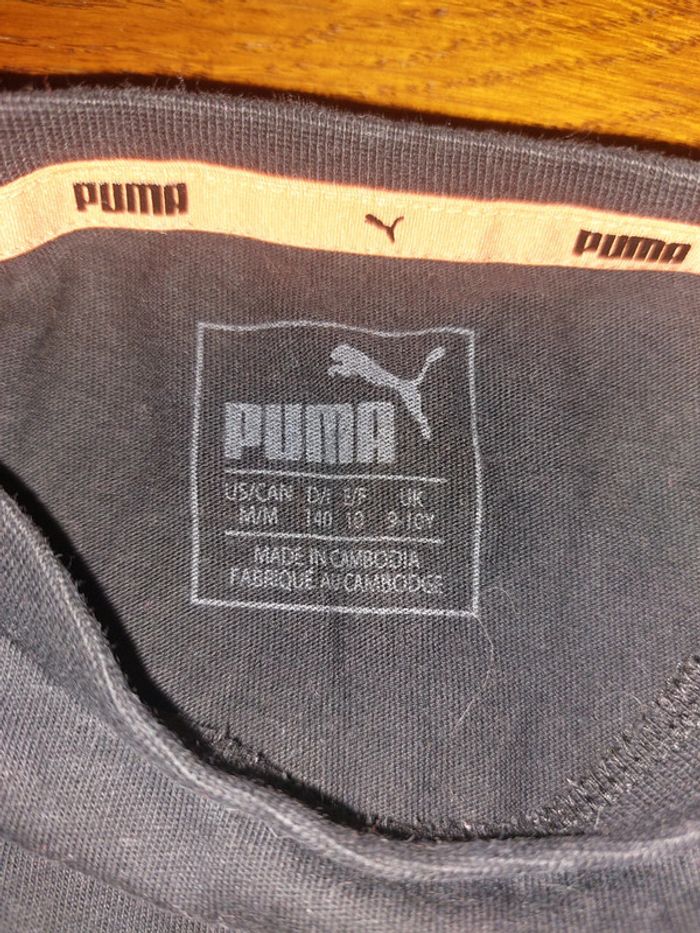 PUMA PUMA
PUMA
US/CAN D/I E/F UK
M/M 140 10 9-10Y
MADE IN CAMBODIA
FABRIQUÉ AU CAMBODGE